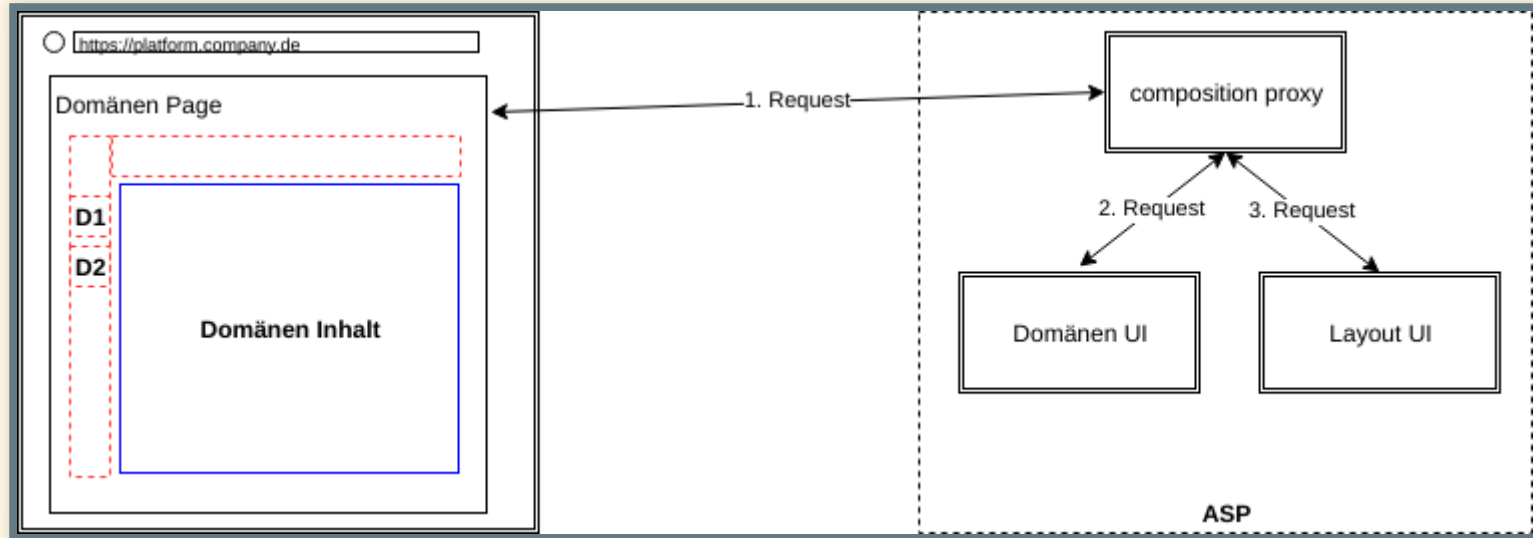 https://platform.company.de
Domänen Page
D1
D2
Domänen Inhalt
1. Request
composition proxy
2. Request
3. Request
Domänen UI
Layout UI
ASP